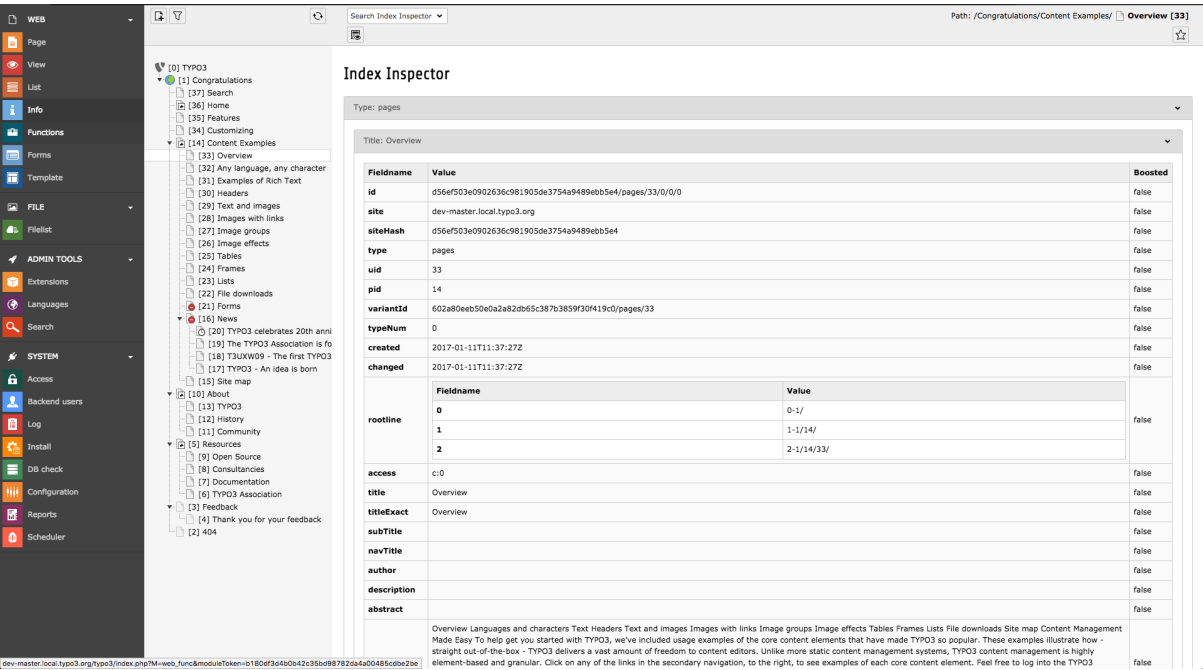 WEB
Page
View
List
Info
Functions
Forms
Template
FILE
Filelist
ADMIN TOOLS
Extensions
Languages
Search
SYSTEM
Access
Backend users
Log
Install
DB check
Configuration
Reports
Scheduler
[0] TYPO3
[1] Congratulations
[37] Search
[36] Home
[35] Features
[34] Customizing
[14] Content Examples
[33] Overview
[32] Any language, any character
[31] Examples of Rich Text
[30] Headers
[29] Text and images
[28] Images with links
[27] Image groups
[26] Image effects
[25] Tables
[24] Frames
[23] Lists
[22] File downloads
[21] Forms
[16] News
[20] TYPO3 celebrates 20th anni
[19] The TYPO3 Association is fo
[18] T3UXW09 - The first TYPO3
[17] TYPO3 - An idea is born
[15] Site map
[10] About
[13] TYPO3
[12] History
[11] Community
[5] Resources
[9] Open Source
[8] Consultancies
[7] Documentation
[6] TYPO3 Association
[3] Feedback
[4] Thank you for your feedback
[2] 404
Search Index Inspector
Path: /Congratulations/Content Examples/ Overview [33]
Index Inspector
Type: pages
Title: Overview
Fieldname Value Boosted
id d56ef503e0902636c981905de3754a9489ebb5e4/pages/33/0/0/0 false
site dev-master.local.typo3.org false
siteHash d56ef503e0902636c981905de3754a9489ebb5e4 false
type pages false
uid 33 false
pid 14 false
variantId 602a80eeb50e0a2a82db65c387b3859f30f419c0/pages/33 false
typeNum 0 false
created 2017-01-11T11:37:27Z false
changed 2017-01-11T11:37:27Z false
Fieldname Value
0 0-1/
rootline 1 1-1/14/ false
2 2-1/14/33/
access c:0 false
title Overview false
titleExact Overview false
subTitle false
navTitle false
author false
description false
abstract false
Overview Languages and characters Text Headers Text and images Images with links Image groups Image effects Tables Frames Lists File downloads Site map Content Management
Made Easy To help get you started with TYPO3, we've included usage examples of the core content elements that have made TYPO3 so popular. These examples illustrate how -
straight out-of-the-box - TYPO3 delivers a vast amount of freedom to content editors. Unlike more static content management systems, TYPO3 content management is highly
element-based and granular. Click on any of the links in the secondary navigation, to the right, to see examples of each core content element. Feel free to log into the TYPO3 false
dev-master.local.typo3.org/typo3/index.php?M=web_func&moduleToken=b180df3d4b0b42c35bd98782da4a00485cdbe2be